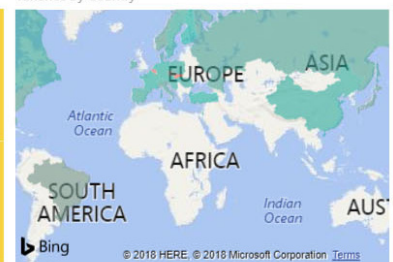 EUROPE
ASIA
Atlantic
Ocean
AFRICA
SOUTH
AMERICA
Indian
Ocean
AUS
Bing
© 2018 HERE, © 2018 Microsoft Corporation Terms